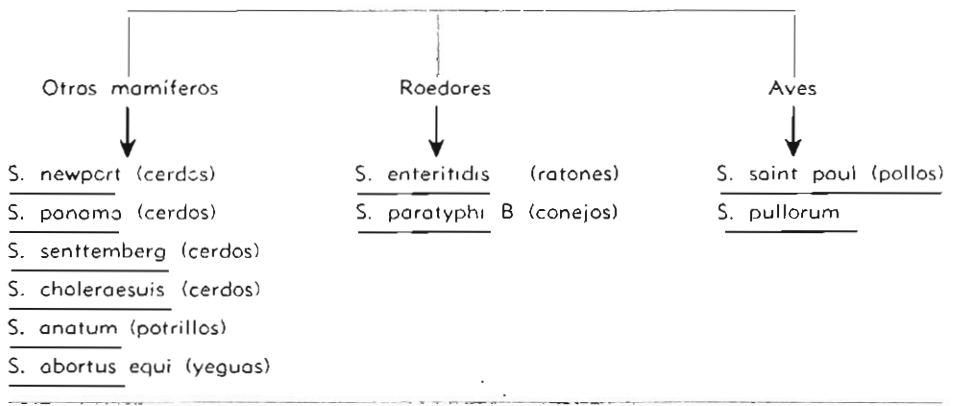 Otros mamíferos
Roedores
Aves
S. newport (cerdos)
S. panama (cerdos)
S. senttemberg (cerdos)
S. choleraesuis (cerdos)
S. anatum (potrillos)
S. abortus equi (yeguas)
S. enteritidis (ratones)
S. paratyphi B (conejos)
S. saint paul (pollos)
S. pullorum